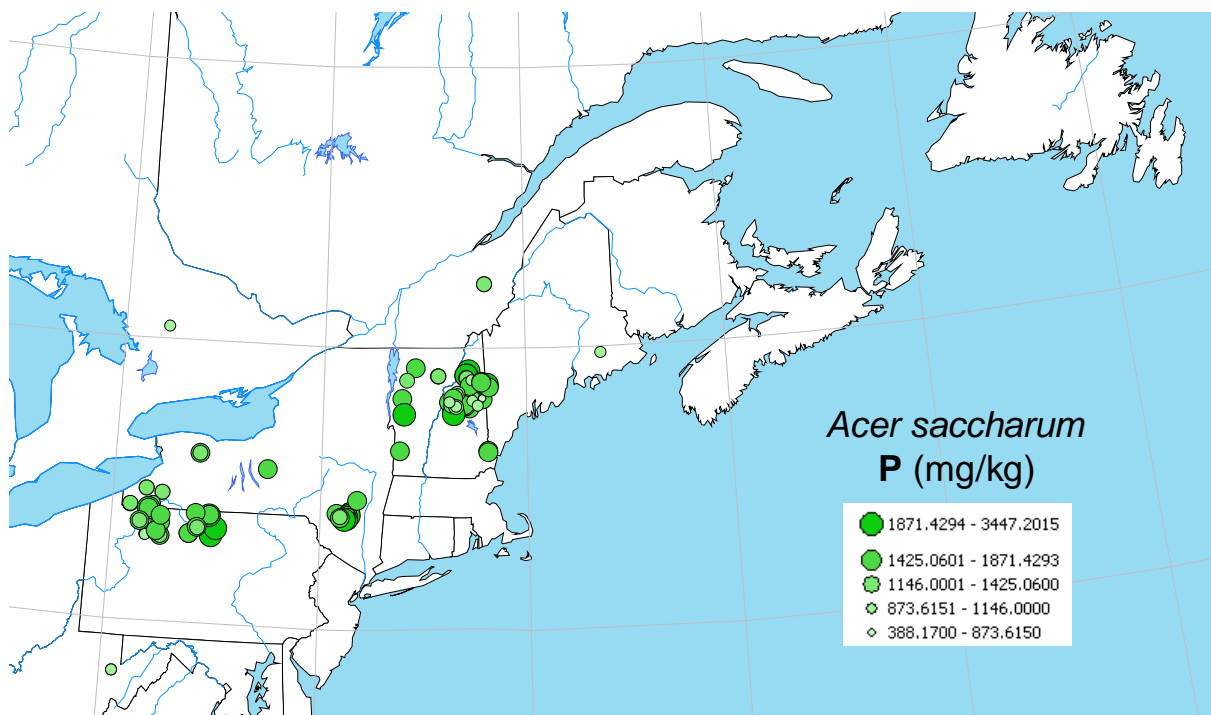 Acer saccharum
P (mg/kg)
1871.4294 - 3447.2015
1425.0601 - 1871.4293
1146.0001 - 1425.0600
873.6151 - 1146.0000
388.1700 - 873.6150